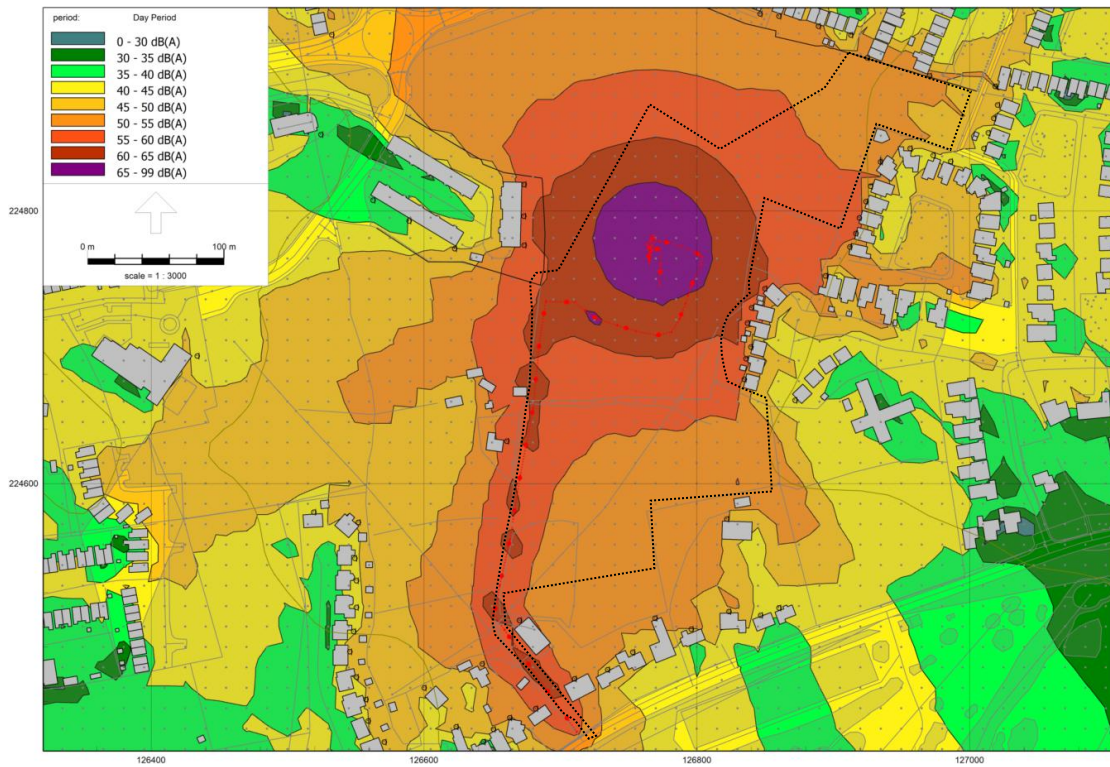 period: Day Period
0 - 30 dB(A)
30 - 35 dB(A)
35 - 40 dB(A)
40 - 45 dB(A)
45 - 50 dB(A)
50 - 55 dB(A)
55 - 60 dB(A)
60 - 65 dB(A)
65 - 99 dB(A)
0 m 100 m
scale = 1 : 3000
224800
224600
126400 126600 126800 127000